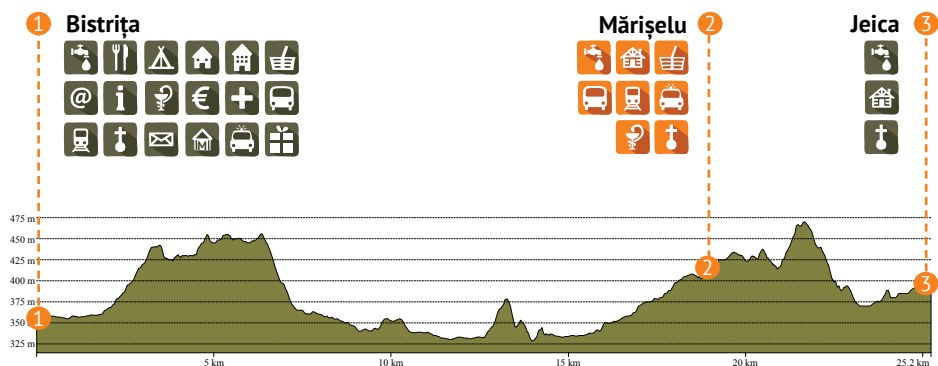 1 Bistrița
Mărișelu 2
Jeica 3
@ i €
M
475 m
450 m
425 m
400 m
375 m
350 m
325 m
1
2
3
5 km
10 km
15 km
20 km
25.2 km